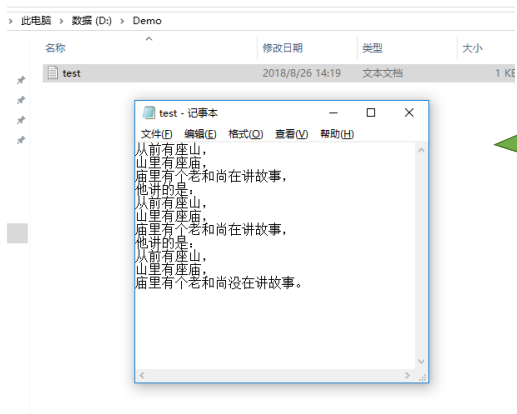 此电脑 > 数据 (D:) > Demo
名称 修改日期 类型 大小
test 2018/8/26 14:19 文本文档 1 KB
test - 记事本
文件(F) 编辑(E) 格式(O) 查看(V) 帮助(H)
从前有座山，
山里有座庙，
庙里有个老和尚在讲故事，
他讲的是：
从前有座山，
山里有座庙，
庙里有个老和尚在讲故事，
他讲的是：
从前有座山，
山里有座庙，
庙里有个老和尚没在讲故事。